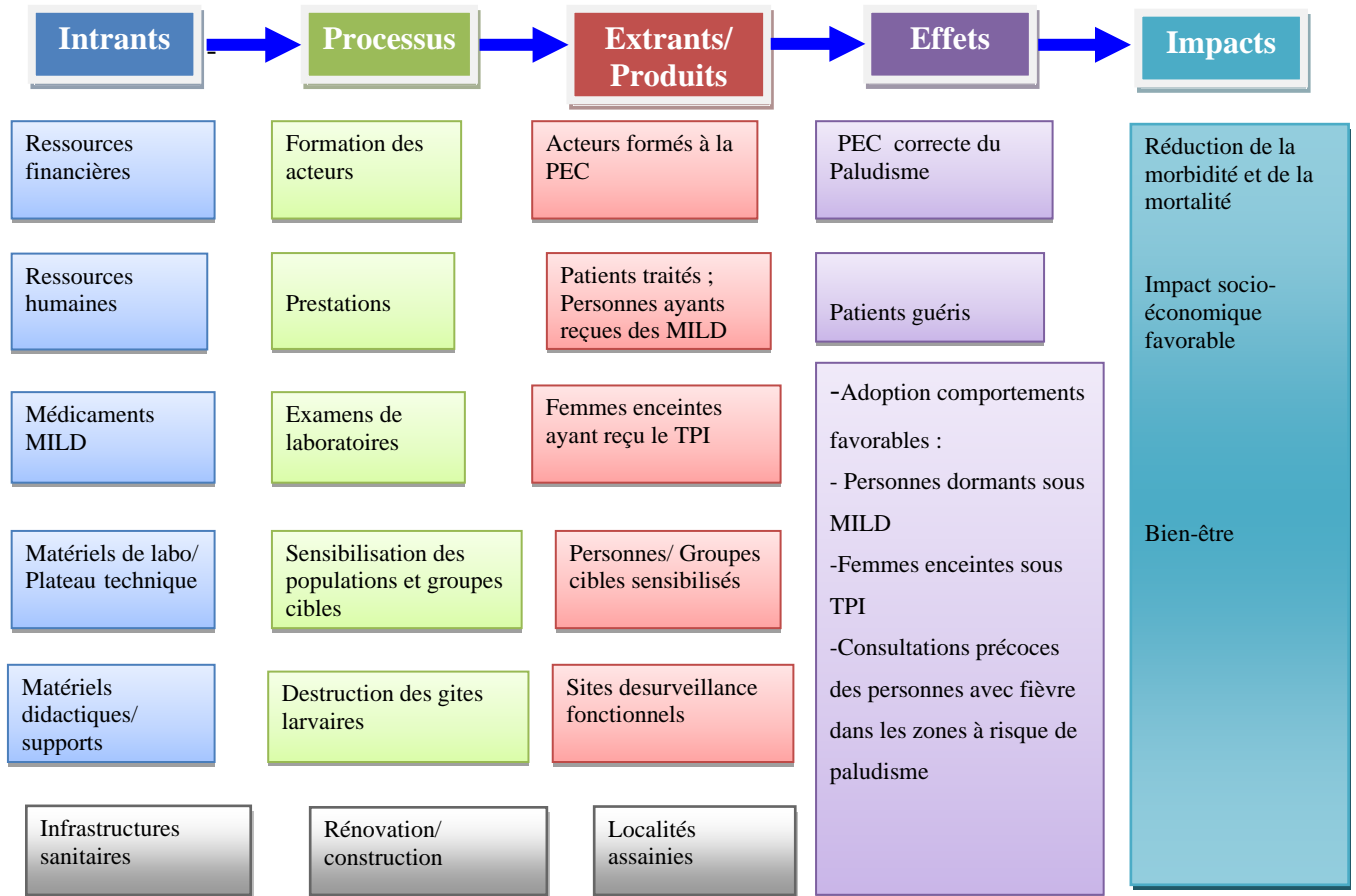 Intrants
Processus
Extrants/
Produits
Effets
Impacts
Ressources
financières
Formation des
acteurs
Acteurs formés à la
PEC
PEC correcte du
Paludisme
Réduction de la
morbidité et de la
mortalité
Ressources
humaines
Prestations
Patients traités ;
Personnes ayants
reçues des MILD
Patients guéris
Impact socio-
économique
favorable
Médicaments
MILD
Examens de
laboratoires
Femmes enceintes
ayant reçu le TPI
-Adoption comportements
favorables :
- Personnes dormants sous
MILD
-Femmes enceintes sous
TPI
-Consultations précoces
des personnes avec fièvre
dans les zones à risque de
paludisme
Bien-être
Matériels de labo/
Plateau technique
Sensibilisation des
populations et groupes
cibles
Personnes/ Groupes
cibles sensibilisés
Matériels
didactiques/
supports
Destruction des gites
larvaires
Sites desurveillance
fonctionnels
Infrastructures
sanitaires
Rénovation/
construction
Localités
assainies